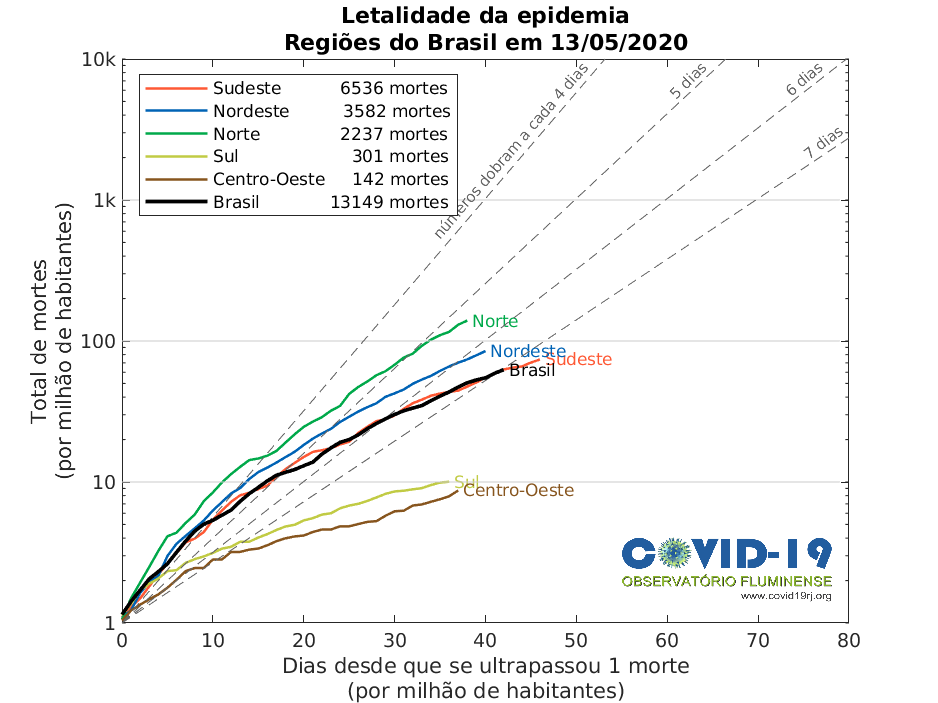 Letalidade da epidemia
Regiões do Brasil em 13/05/2020
Total de mortes
(por milhão de habitantes)
10k
1k
100
10
1
Sudeste 6536 mortes
Nordeste 3582 mortes
Norte 2237 mortes
Sul 301 mortes
Centro-Oeste 142 mortes
Brasil 13149 mortes
números dobram a cada 4 dias
5 dias
6 dias
7 dias
Norte
Nordeste
Sudeste
Brasil
Sul
Centro-Oeste
COVID-19
OBSERVATÓRIO FLUMINENSE
www.covid19rj.org
0 10 20 30 40 50 60 70 80
Dias desde que se ultrapassou 1 morte
(por milhão de habitantes)